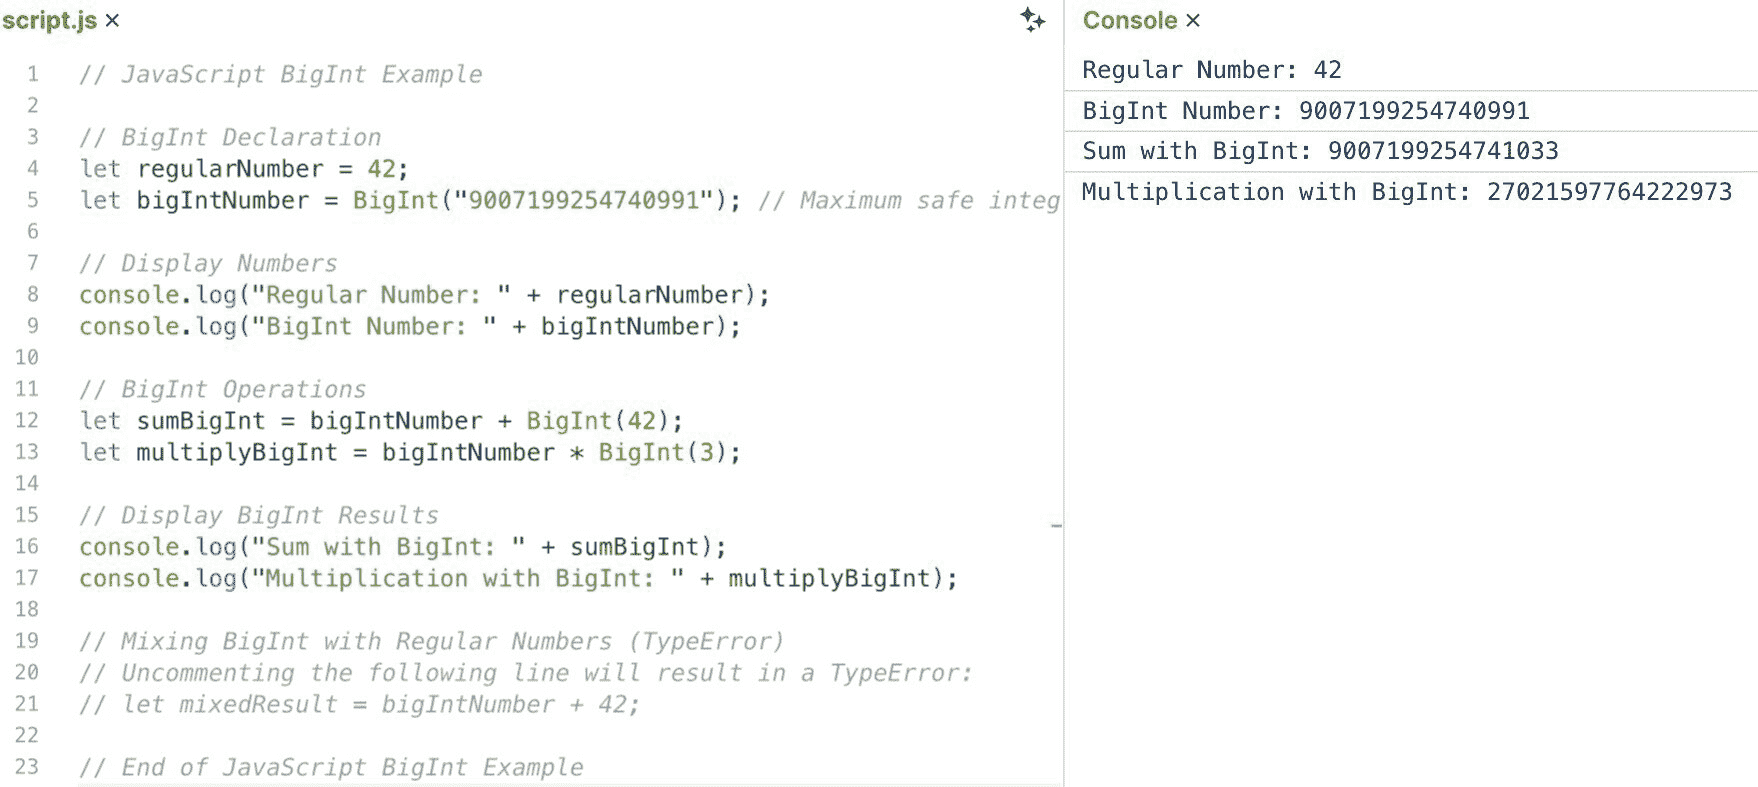 script.js ×
1 // JavaScript BigInt Example
2
3 // BigInt Declaration
4 let regularNumber = 42;
5 let bigIntNumber = BigInt("9007199254740991"); // Maximum safe integ
6
7 // Display Numbers
8 console.log("Regular Number: " + regularNumber);
9 console.log("BigInt Number: " + bigIntNumber);
10
11 // BigInt Operations
12 let sumBigInt = bigIntNumber + BigInt(42);
13 let multiplyBigInt = bigIntNumber * BigInt(3);
14
15 // Display BigInt Results
16 console.log("Sum with BigInt: " + sumBigInt);
17 console.log("Multiplication with BigInt: " + multiplyBigInt);
18
19 // Mixing BigInt with Regular Numbers (TypeError)
20 // Uncommenting the following line will result in a TypeError:
21 // let mixedResult = bigIntNumber + 42;
22
23 // End of JavaScript BigInt Example
Console ×
Regular Number: 42
BigInt Number: 9007199254740991
Sum with BigInt: 9007199254741033
Multiplication with BigInt: 27021597764222973